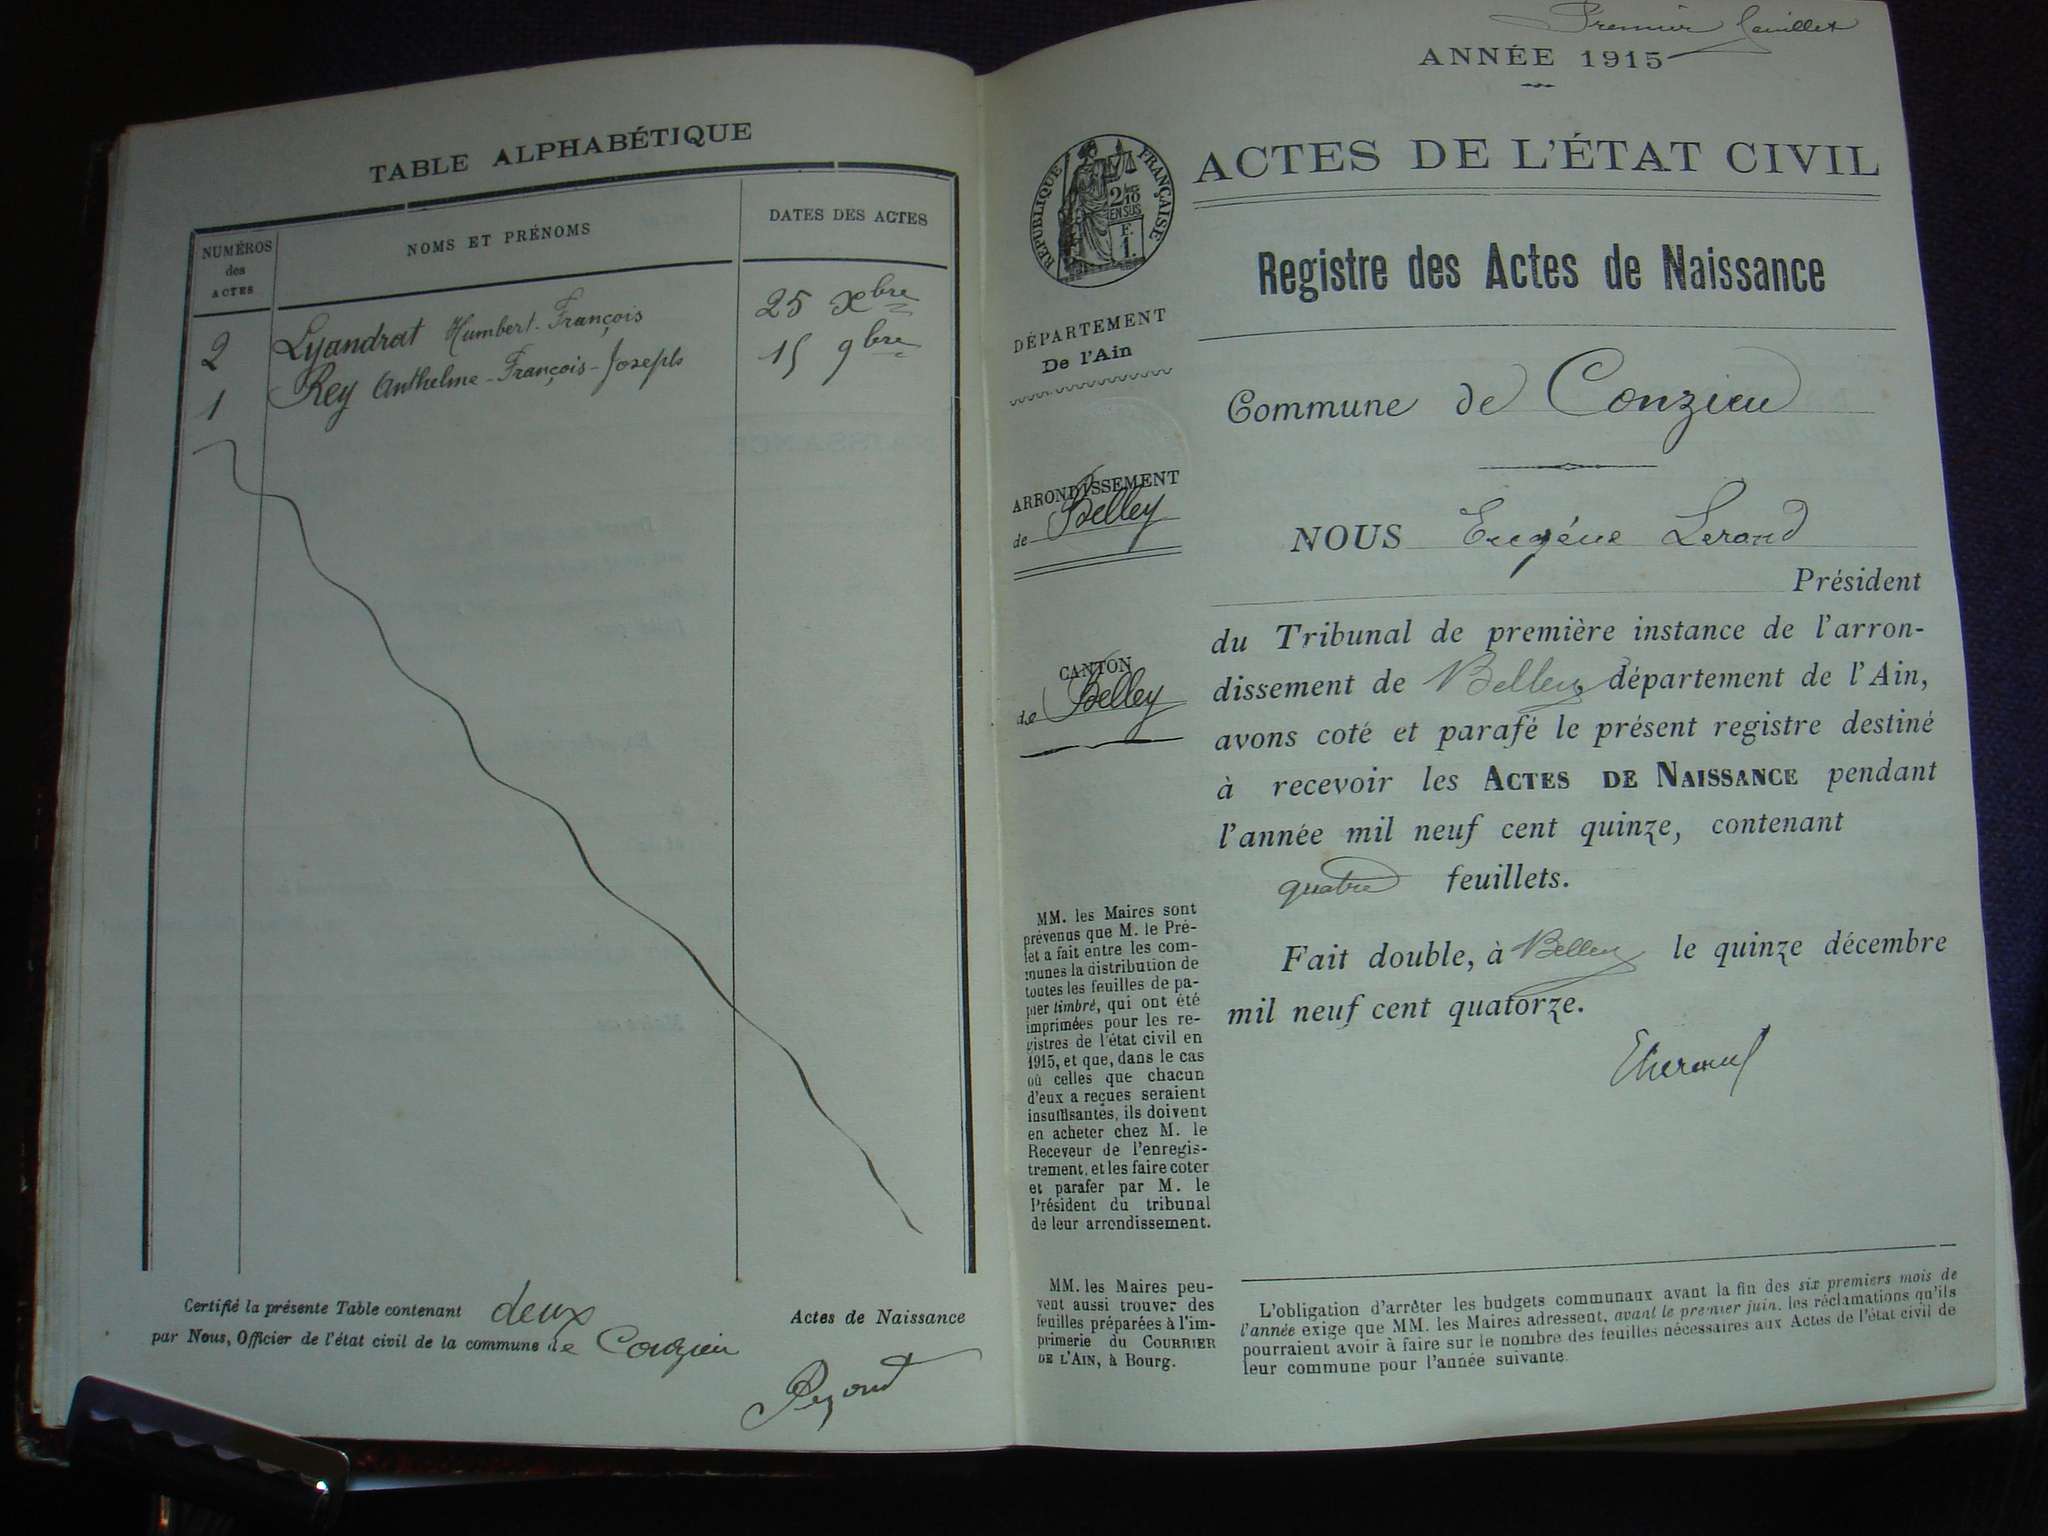 TABLE ALPHABÉTIQUE
NUMÉROS
des
ACTES
NOMS ET PRÉNOMS
DATES DES ACTES
2 Lyandrat Humbert-François 25 Xbre
1 Rey Anthelme-François-Joseph 15 9bre
Certifié la présente Table contenant deux Actes de Naissance
par Nous, Officier de l'état civil de la commune de Conzieu
Premier feuillet
ANNÉE 1915
RÉPUBLIQUE FRANÇAISE
2/10
EN SUS
F.
1.
ACTES DE L'ÉTAT CIVIL
Registre des Actes de Naissance
DÉPARTEMENT
De l'Ain
ARRONDISSEMENT
de Belley
CANTON
de Belley
MM. les Maires sont
prévenus que M. le Pré-
fet a fait entre les com-
munes la distribution de
toutes les feuilles de pa-
pier timbré, qui ont été
imprimées pour les re-
gistres de l'état civil en
1915, et que, dans le cas
où celles que chacun
d'eux a reçues seraient
insuffisantes, ils doivent
en acheter chez M. le
Receveur de l'enregis-
trement, et les faire coter
et parafer par M. le
Président du tribunal
de leur arrondissement.
MM. les Maires peu-
vent aussi trouver des
feuilles préparées à l'im-
primerie du COURRIER
DE L'AIN, à Bourg.
Commune de Conzieu
NOUS Eugène
Président
du Tribunal de première instance de l'arron-
dissement de Belley, département de l'Ain,
avons coté et parafé le présent registre destiné
à recevoir les ACTES DE NAISSANCE pendant
l'année mil neuf cent quinze, contenant
quatre feuillets.
Fait double, à Belley le quinze décembre
mil neuf cent quatorze.
L'obligation d'arrêter les budgets communaux avant la fin des six premiers mois de
l'année exige que MM. les Maires adressent, avant le premier juin, les réclamations qu'ils
pourraient avoir à faire sur le nombre des feuilles nécessaires aux Actes de l'état civil de
leur commune pour l'année suivante.